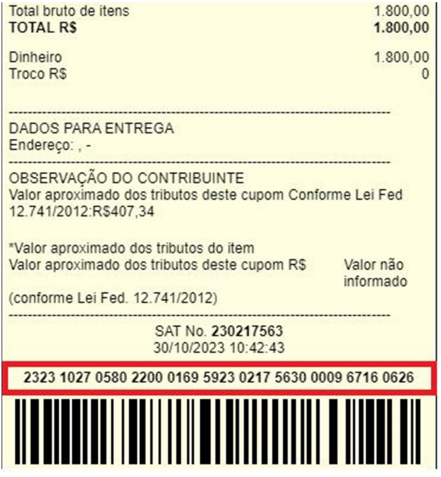 Total bruto de itens 1.800,00
TOTAL R$ 1.800,00
Dinheiro 1.800,00
Troco R$ 0
DADOS PARA ENTREGA
Endereço: , -
OBSERVAÇÃO DO CONTRIBUINTE
Valor aproximado dos tributos deste cupom Conforme Lei Fed
12.741/2012:R$407,34
*Valor aproximado dos tributos do item
Valor aproximado dos tributos deste cupom R$ Valor não
informado
(conforme Lei Fed. 12.741/2012)
SAT No. 230217563
30/10/2023 10:42:43
2323 1027 0580 2200 0169 5923 0217 5630 0009 6716 0626